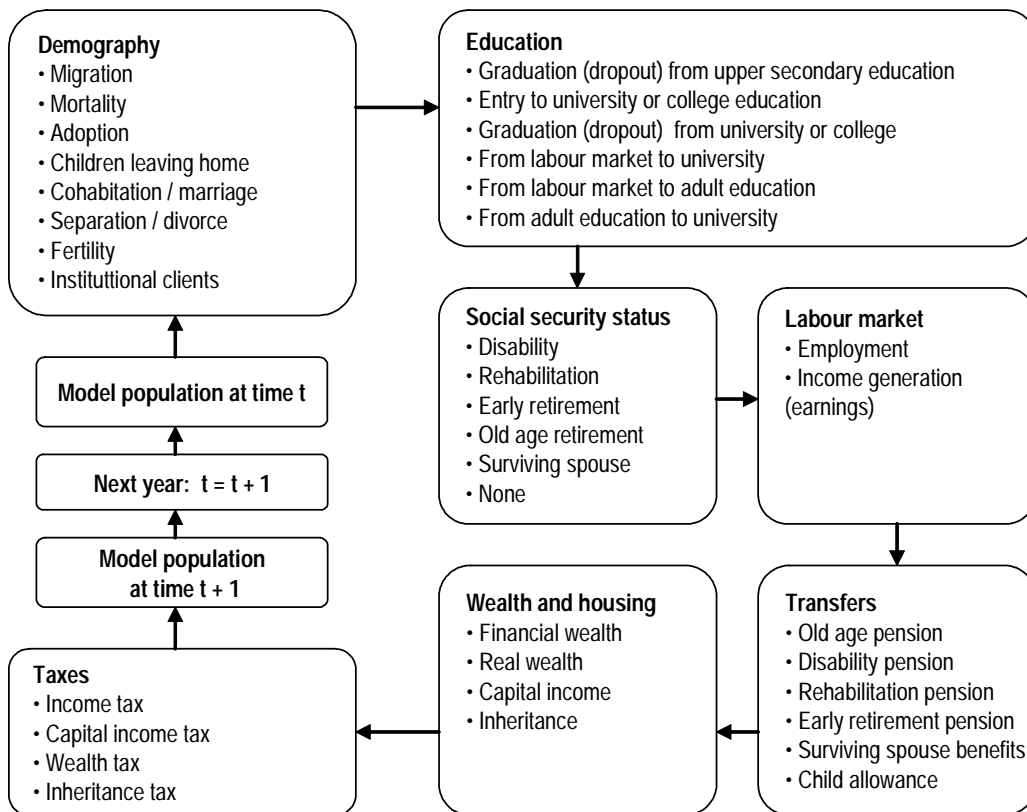 Demography
• Migration
• Mortality
• Adoption
• Children leaving home
• Cohabitation / marriage
• Separation / divorce
• Fertility
• Instituttional clients
Education
• Graduation (dropout) from upper secondary education
• Entry to university or college education
• Graduation (dropout)  from university or college
• From labour market to university
• From labour market to adult education
• From adult education to university
Social security status
• Disability
• Rehabilitation
• Early retirement
• Old age retirement
• Surviving spouse
• None
Labour market
• Employment
• Income generation
(earnings)
Transfers
• Old age pension
• Disability pension
• Rehabilitation pension
• Early retirement pension
• Surviving spouse benefits
• Child allowance
Wealth and housing
• Financial wealth
• Real wealth
• Capital income
• Inheritance
Taxes
• Income tax
• Capital income tax
• Wealth tax
• Inheritance tax
Model population
at time t + 1
Next year:  t = t + 1
Model population at time t